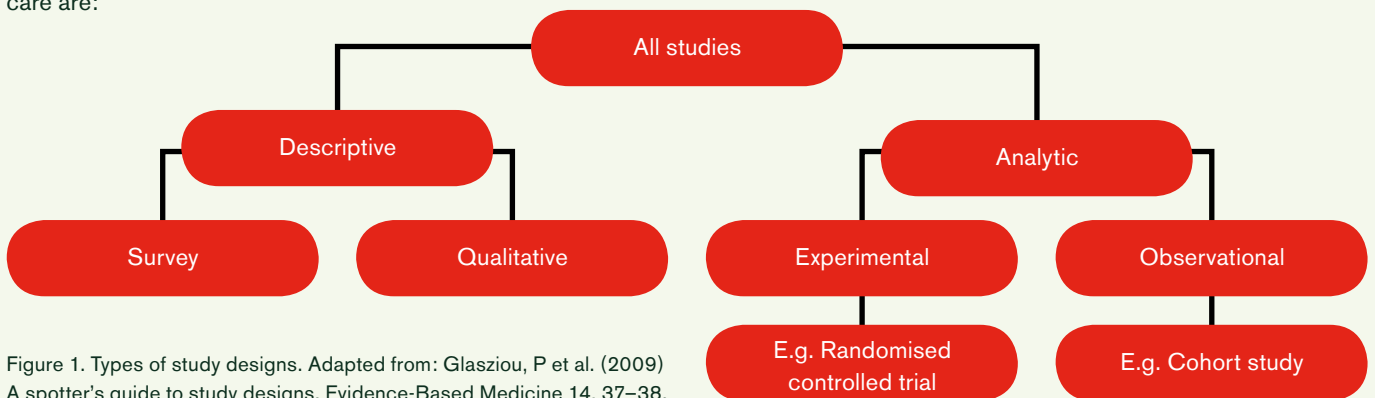 care are:
All studies
Descriptive
Analytic
Survey
Qualitative
Experimental
Observational
E.g. Randomised
controlled trial
E.g. Cohort study
Figure 1. Types of study designs. Adapted from: Glasziou, P et al. (2009)
A spotter's guide to study designs. Evidence-Based Medicine 14, 37–38.